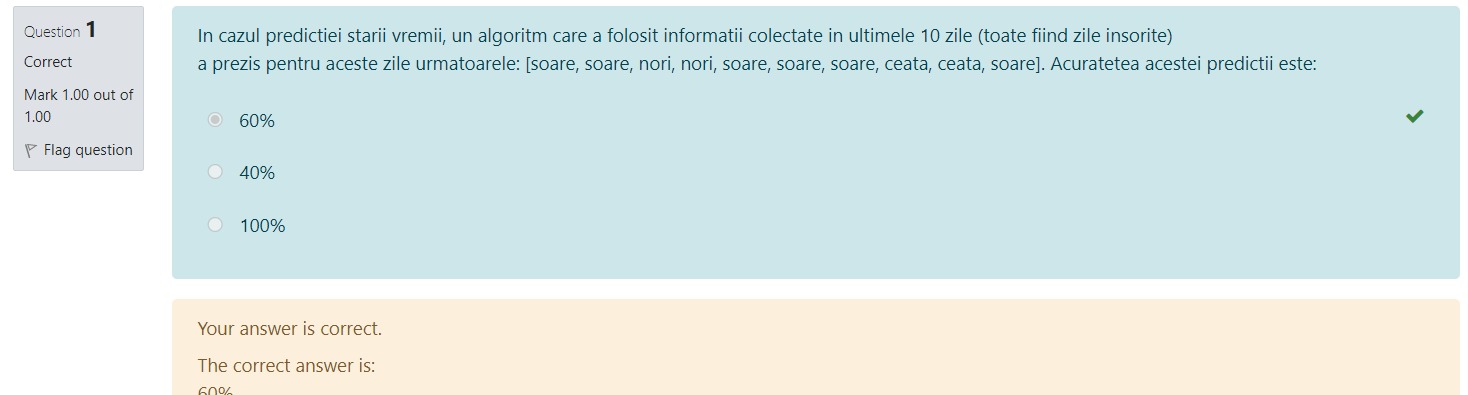 Question 1
Correct
Mark 1.00 out of
1.00
Flag question
In cazul predictiei starii vremii, un algoritm care a folosit informatii colectate in ultimele 10 zile (toate fiind zile insorite)
a prezis pentru aceste zile urmatoarele: [soare, soare, nori, nori, soare, soare, soare, ceata, ceata, soare]. Acuratetea acestei predictii este:
60%
40%
100%
Your answer is correct.
The correct answer is:
60%